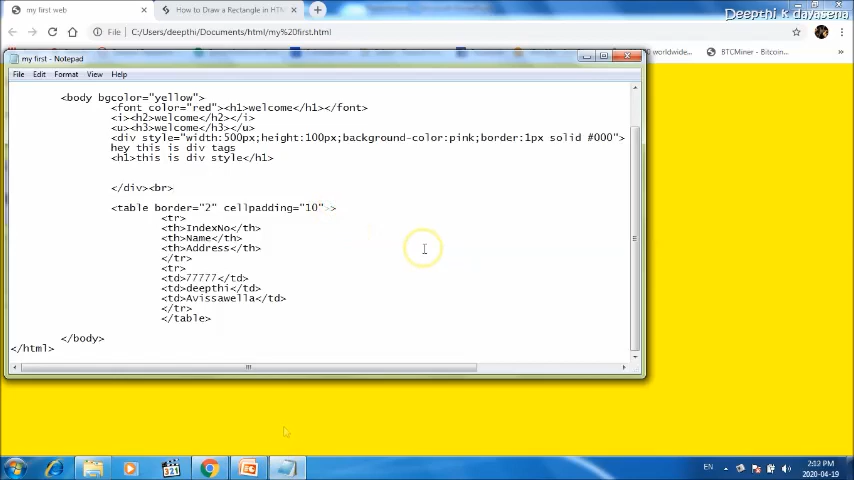 my first web
How to Draw a Rectangle in HTM
Deepthi k dayasena
File C:/Users/deepthi/Documents/html/my%20first.html
my first - Notepad
worldwide...
BTCMiner - Bitcoin...
File Edit Format View Help
<body bgcolor="yellow">
<font color="red"><h1>welcome</h1></font>
<i><h2>welcome</h2></i>
<u><h3>welcome</h3></u>
<div style="width:500px;height:100px;background-color:pink;border:1px solid #000">
hey this is div tags
<h1>this is div style</h1>
</div><br>
<table border="2" cellpadding="10">>
<tr>
<th>IndexNo</th>
<th>Name</th>
<th>Address</th>
</tr>
<tr>
<td>77777</td>
<td>deepthi</td>
<td>Avissawella</td>
</tr>
</table>
</body>
</html>
321
EN
2:02 PM
2020-04-19